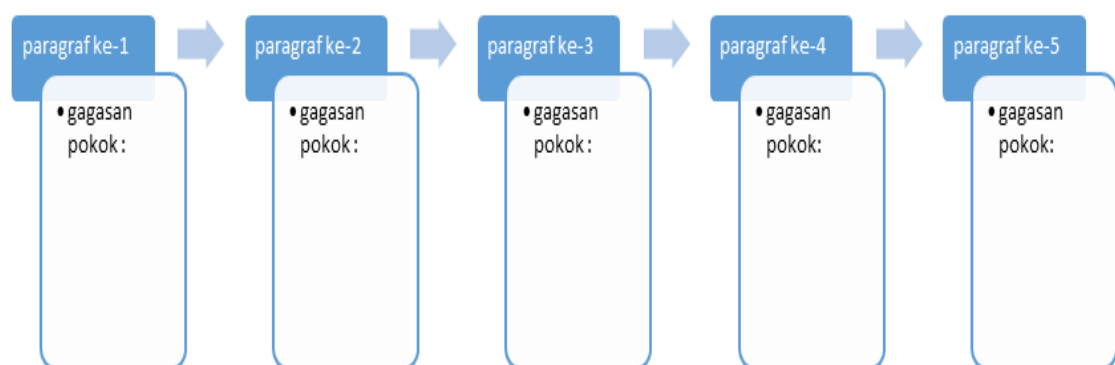 paragraf ke-1
paragraf ke-2
paragraf ke-3
paragraf ke-4
paragraf ke-5
• gagasan
pokok :
• gagasan
pokok :
• gagasan
pokok :
• gagasan
pokok:
• gagasan
pokok: